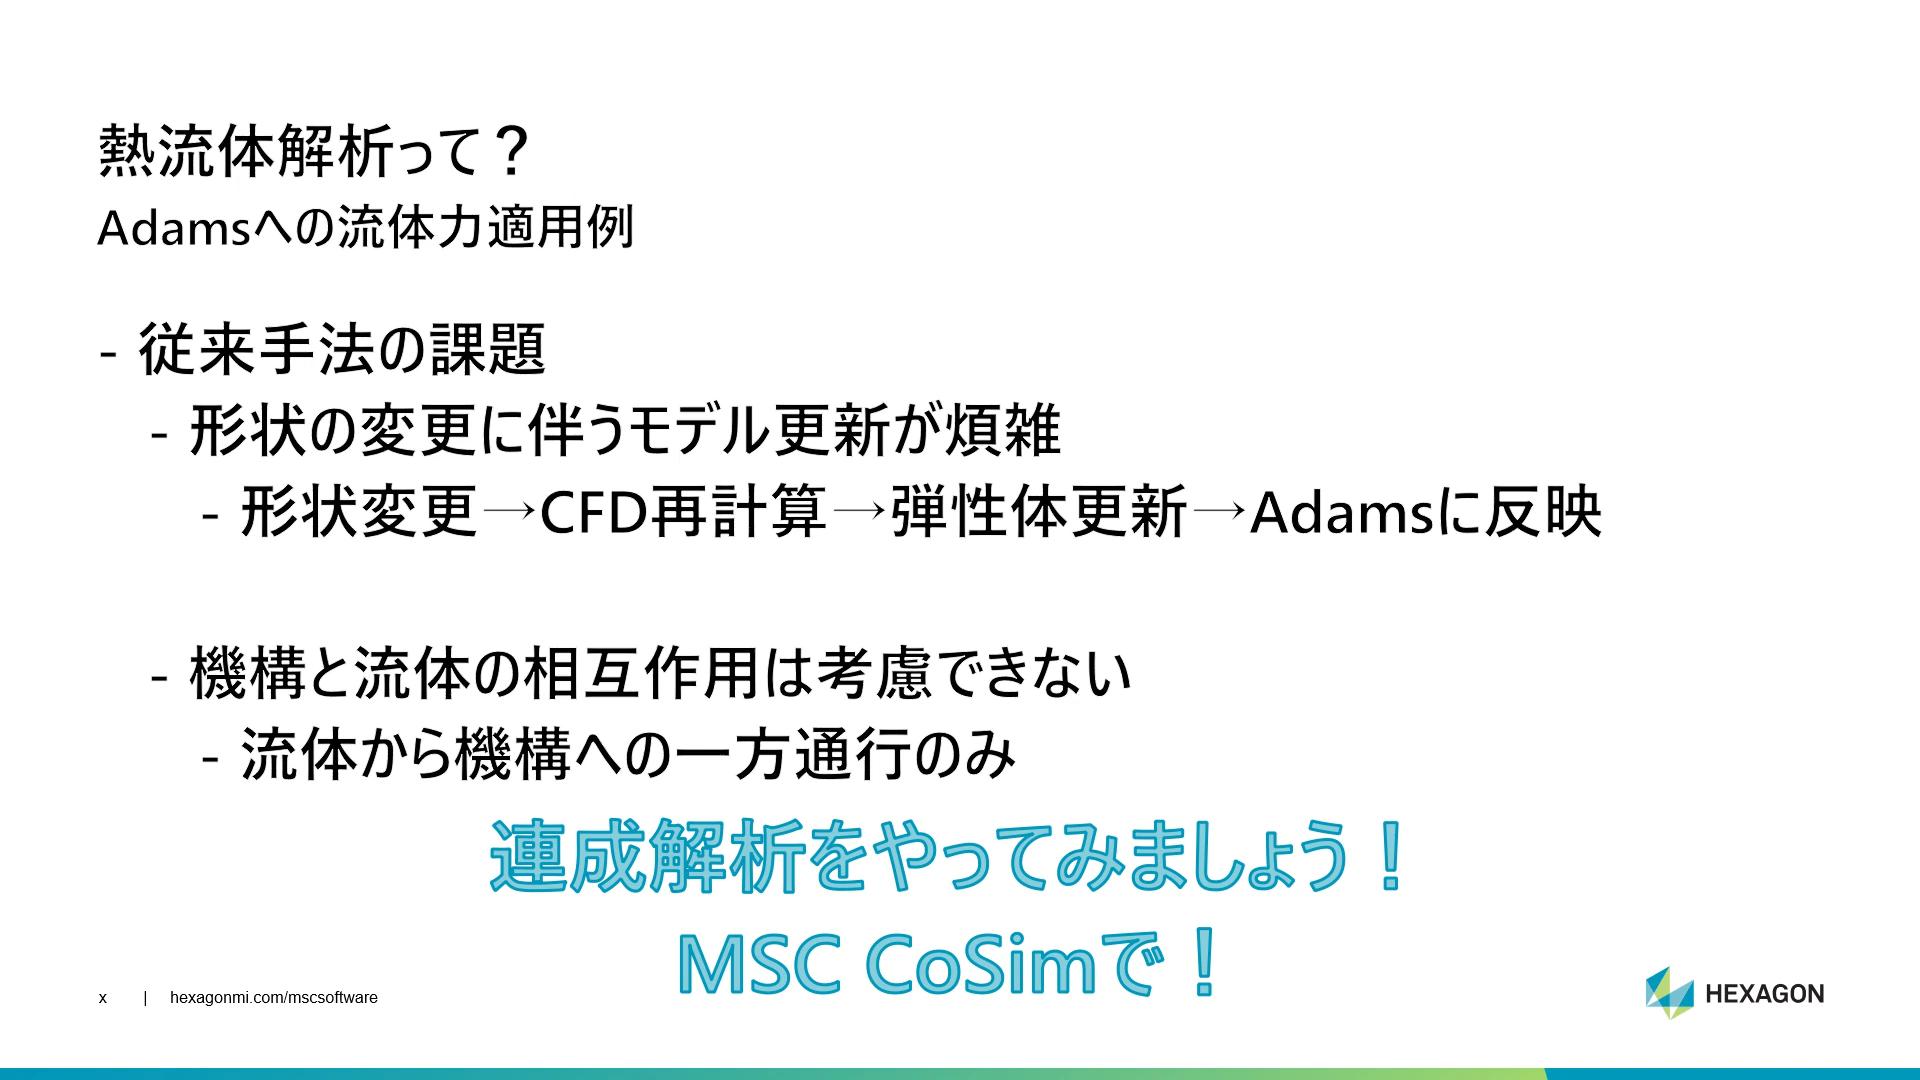 熱流体解析って？
Adamsへの流体力適用例
- 従来手法の課題
- 形状の変更に伴うモデル更新が煩雑
- 形状変更→CFD再計算→弾性体更新→Adamsに反映
- 機構と流体の相互作用は考慮できない
- 流体から機構への一方通行のみ
連成解析をやってみましょう！
MSC CoSimで！
x | hexagonmi.com/mscsoftware
HEXAGON